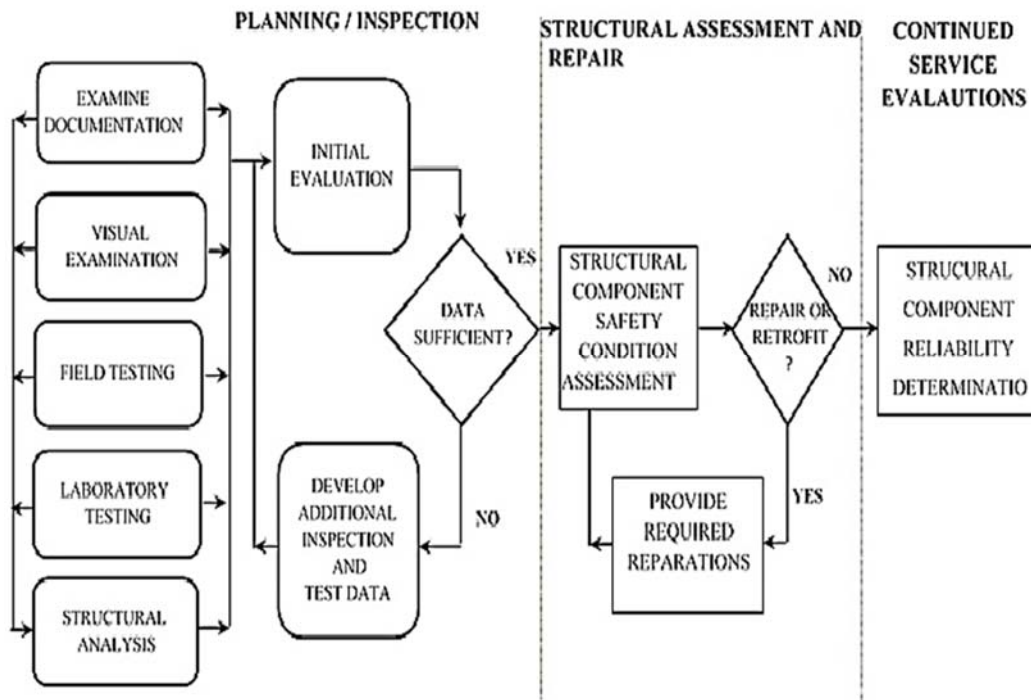 PLANNING / INSPECTION
STRUCTURAL ASSESSMENT AND
REPAIR
CONTINUED
SERVICE
EVALAUTIONS
EXAMINE
DOCUMENTATION
VISUAL
EXAMINATION
FIELD TESTING
LABORATORY
TESTING
STRUCTURAL
ANALYSIS
INITIAL
EVALUATION
DATA
SUFFICIENT?
YES
NO
DEVELOP
ADDITIONAL
INSPECTION
AND
TEST DATA
STRUCTURAL
COMPONENT
SAFETY
CONDITION
ASSESSMENT
REPAIR OR
RETROFIT
?
NO
YES
PROVIDE
REQUIRED
REPARATIONS
STRUCURAL
COMPONENT
RELIABILITY
DETERMINATIO